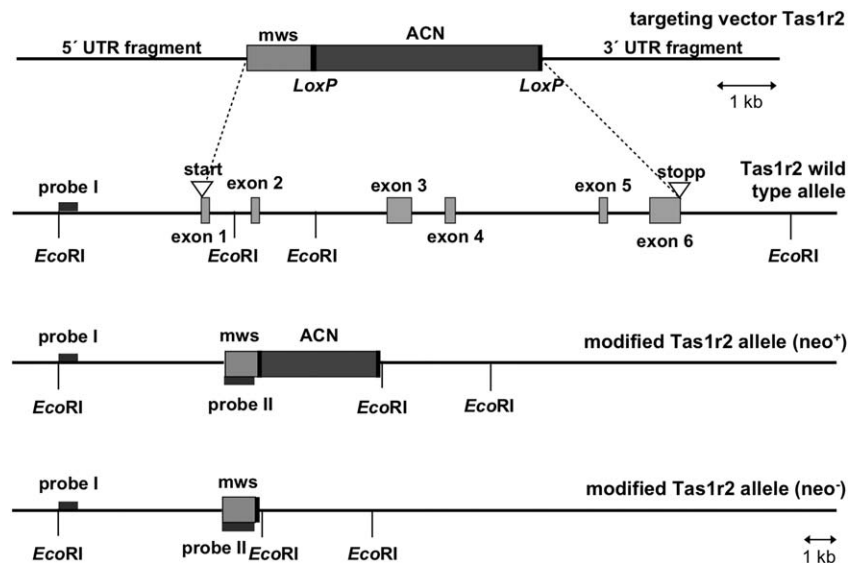 targeting vector Tas1r2
mws
ACN
5´ UTR fragment
3´ UTR fragment
LoxP
LoxP
1 kb
start
stopp
Tas1r2 wild
type allele
probe I
exon 2
exon 3
exon 5
exon 1
exon 4
exon 6
EcoRI
EcoRI
EcoRI
EcoRI
probe I
mws
ACN
modified Tas1r2 allele (neo⁺)
probe II
EcoRI
EcoRI
EcoRI
probe I
mws
modified Tas1r2 allele (neo⁻)
probe II
EcoRI
EcoRI
EcoRI
1 kb